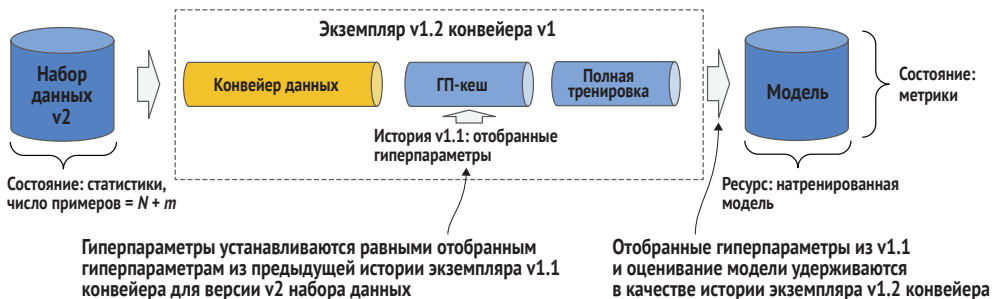 Экземпляр v1.2 конвейера v1
Набор
данных
v2
Конвейер данных
ГП-кеш
Полная
тренировка
Модель
Состояние:
метрики
История v1.1: отобранные
гиперпараметры
Состояние: статистики,
число примеров = N + m
Ресурс: натренированная
модель
Гиперпараметры устанавливаются равными отобранным
гиперпараметрам из предыдущей истории экземпляра v1.1
конвейера для версии v2 набора данных
Отобранные гиперпараметры из v1.1
и оценивание модели удерживаются
в качестве истории экземпляра v1.2 конвейера